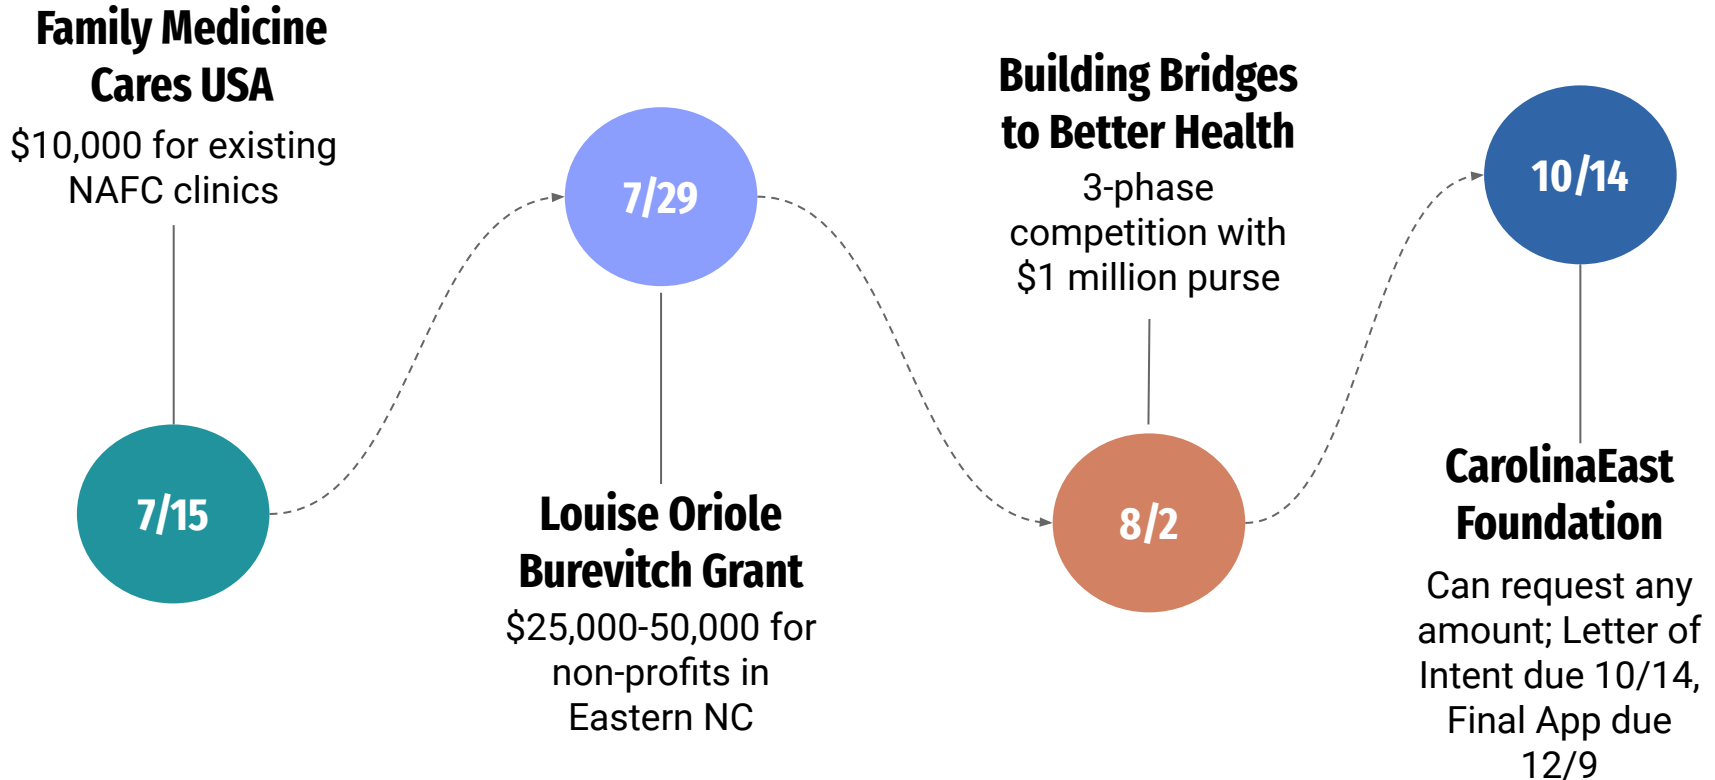 Family Medicine
Cares USA
$10,000 for existing
NAFC clinics
7/15
7/29
Louise Oriole
Burevitch Grant
$25,000-50,000 for
non-profits in
Eastern NC
Building Bridges
to Better Health
3-phase
competition with
$1 million purse
8/2
10/14
CarolinaEast
Foundation
Can request any
amount; Letter of
Intent due 10/14,
Final App due
12/9